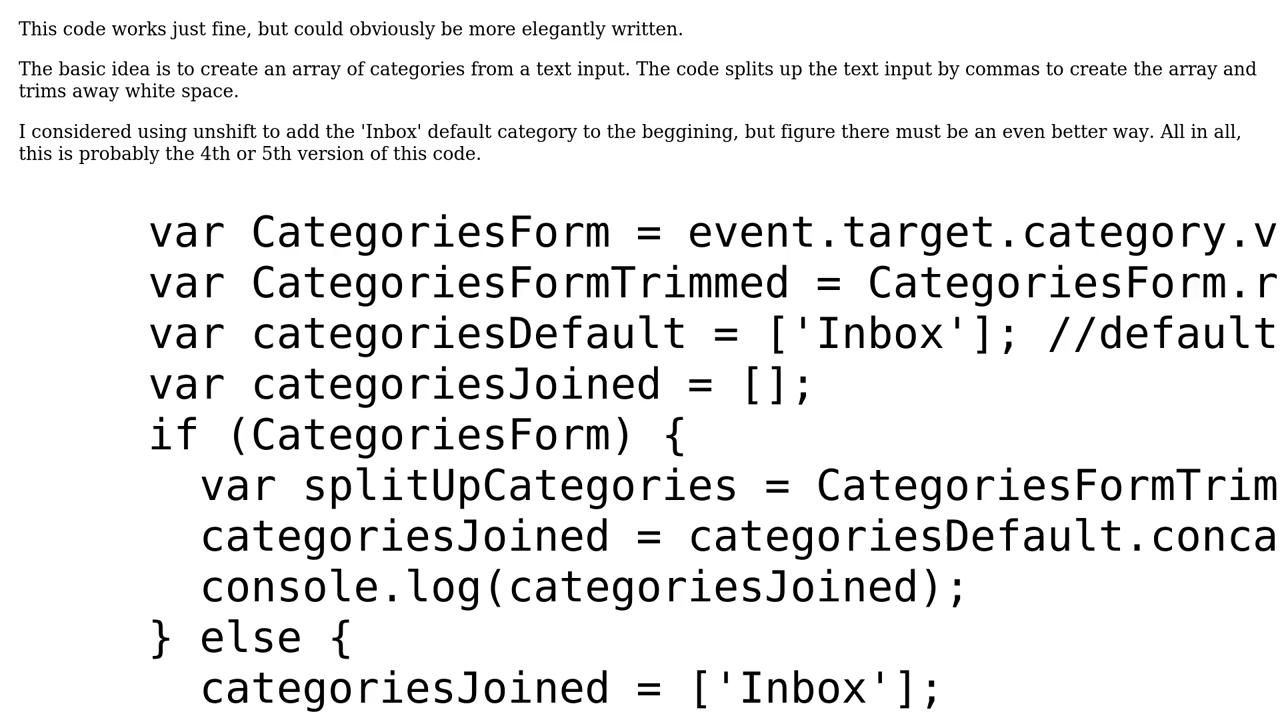 This code works just fine, but could obviously be more elegantly written.
The basic idea is to create an array of categories from a text input. The code splits up the text input by commas to create the array and
trims away white space.
I considered using unshift to add the 'Inbox' default category to the beggining, but figure there must be an even better way. All in all,
this is probably the 4th or 5th version of this code.
var CategoriesForm = event.target.category.v
var CategoriesFormTrimmed = CategoriesForm.r
var categoriesDefault = ['Inbox']; //default
var categoriesJoined = [];
if (CategoriesForm) {
  var splitUpCategories = CategoriesFormTrim
  categoriesJoined = categoriesDefault.conca
  console.log(categoriesJoined);
} else {
  categoriesJoined = ['Inbox'];